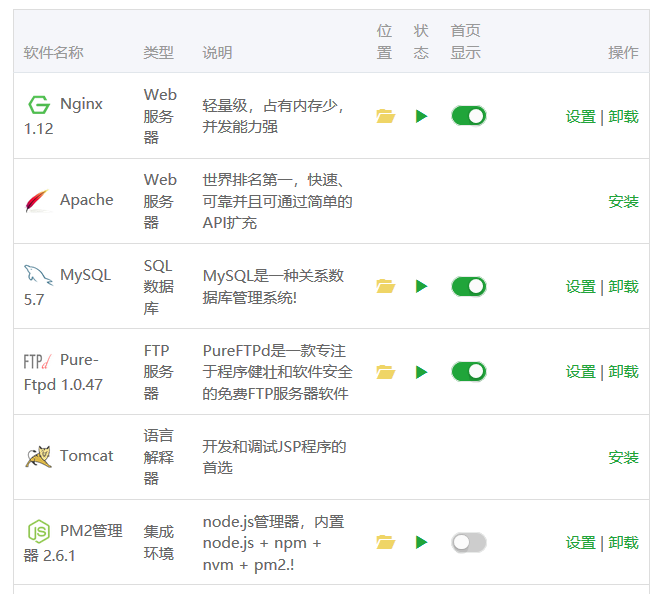 软件名称 类型 说明 位置 状态 首页显示 操作
Nginx 1.12
Web服务器
轻量级，占有内存少，
并发能力强
设置 | 卸载
Apache
Web服务器
世界排名第一，快速、
可靠并且可通过简单的
API扩充
安装
MySQL 5.7
SQL数据库
MySQL是一种关系数
据库管理系统!
设置 | 卸载
FTPd Pure-
Ftpd 1.0.47
FTP服务器
PureFTPd是一款专注
于程序健壮和软件安全
的免费FTP服务器软件
设置 | 卸载
Tomcat
语言解释器
开发和调试JSP程序的
首选
安装
JS PM2管理
器 2.6.1
集成环境
node.js管理器，内置
node.js + npm +
nvm + pm2.!
设置 | 卸载